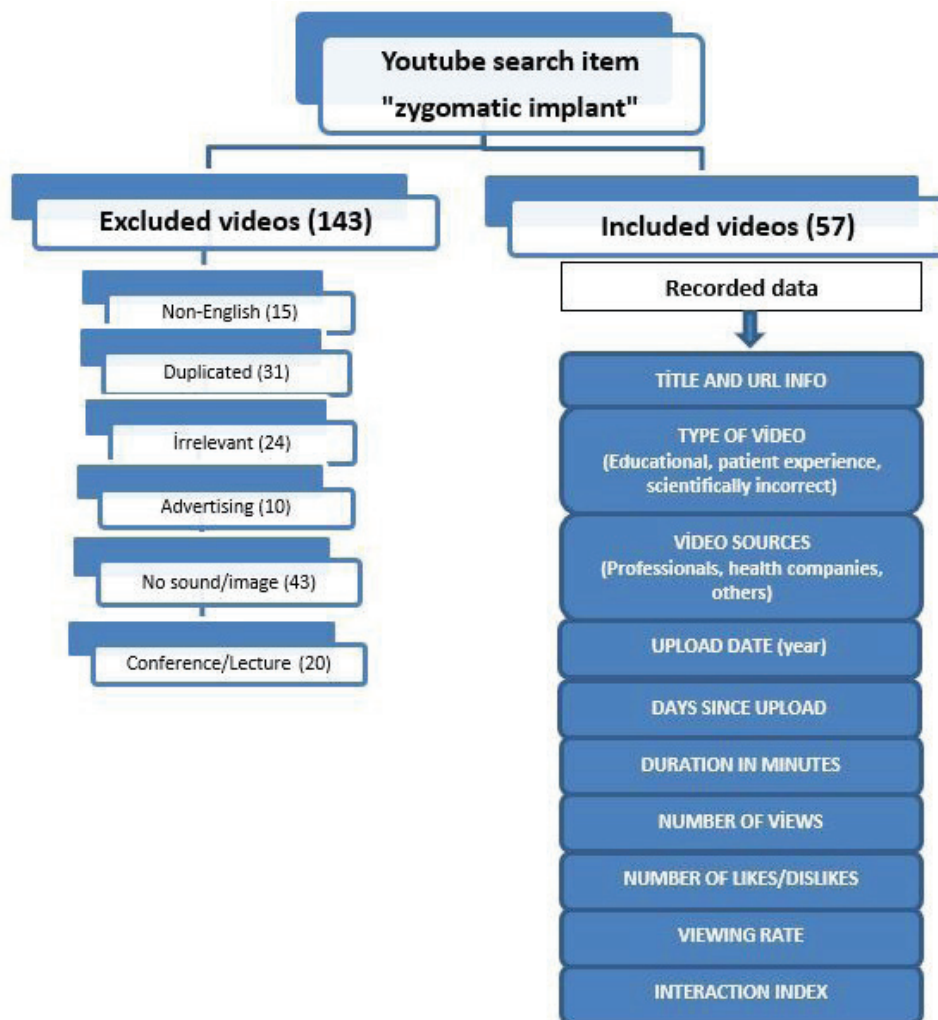 Youtube search item
"zygomatic implant"
Excluded videos (143)
Non-English (15)
Duplicated (31)
İrrelevant (24)
Advertising (10)
No sound/image (43)
Conference/Lecture (20)
Included videos (57)
Recorded data
TİTLE AND URL INFO
TYPE OF VİDEO
(Educational, patient experience,
scientifically incorrect)
VİDEO SOURCES
(Professionals, health companies,
others)
UPLOAD DATE (year)
DAYS SINCE UPLOAD
DURATION IN MINUTES
NUMBER OF VİEWS
NUMBER OF LIKES/DISLIKES
VIEWING RATE
INTERACTION INDEX